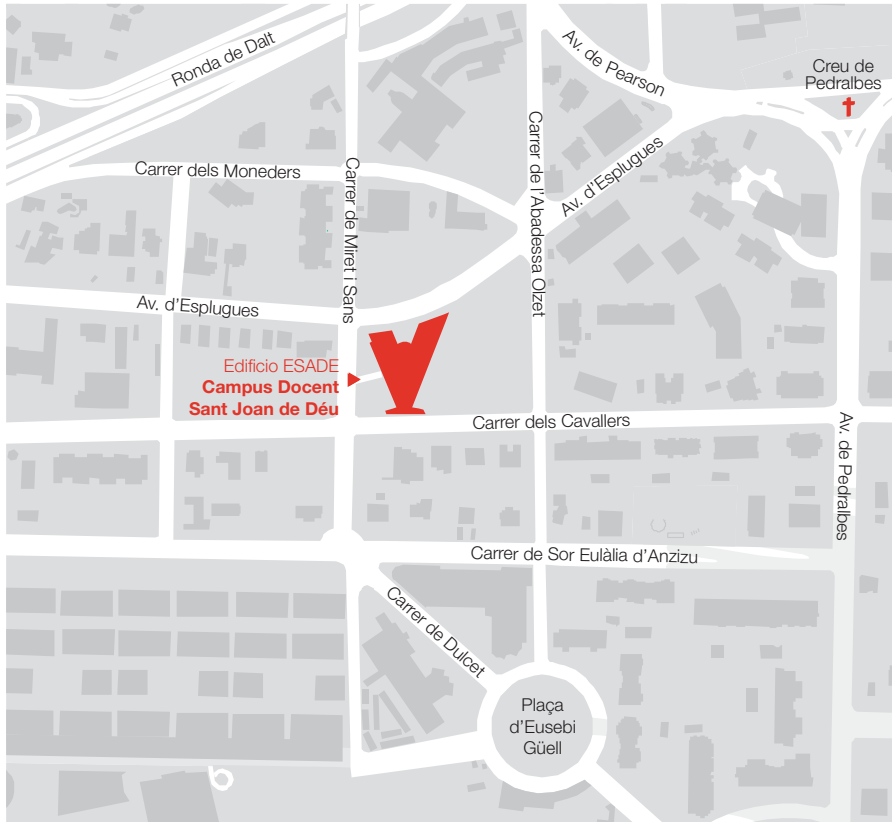 Ronda de Dalt
Av. de Pearson
Creu de
Pedralbes
Carrer dels Moneders
Carrer de Miret i Sans
Carrer de l'Abadessa Olzet
Av. d'Esplugues
Av. d'Esplugues
Edificio ESADE
Campus Docent
Sant Joan de Déu
Carrer dels Cavallers
Av. de Pedralbes
Carrer de Sor Eulàlia d'Anzizu
Carrer de Dulcet
Plaça
d'Eusebi
Güell